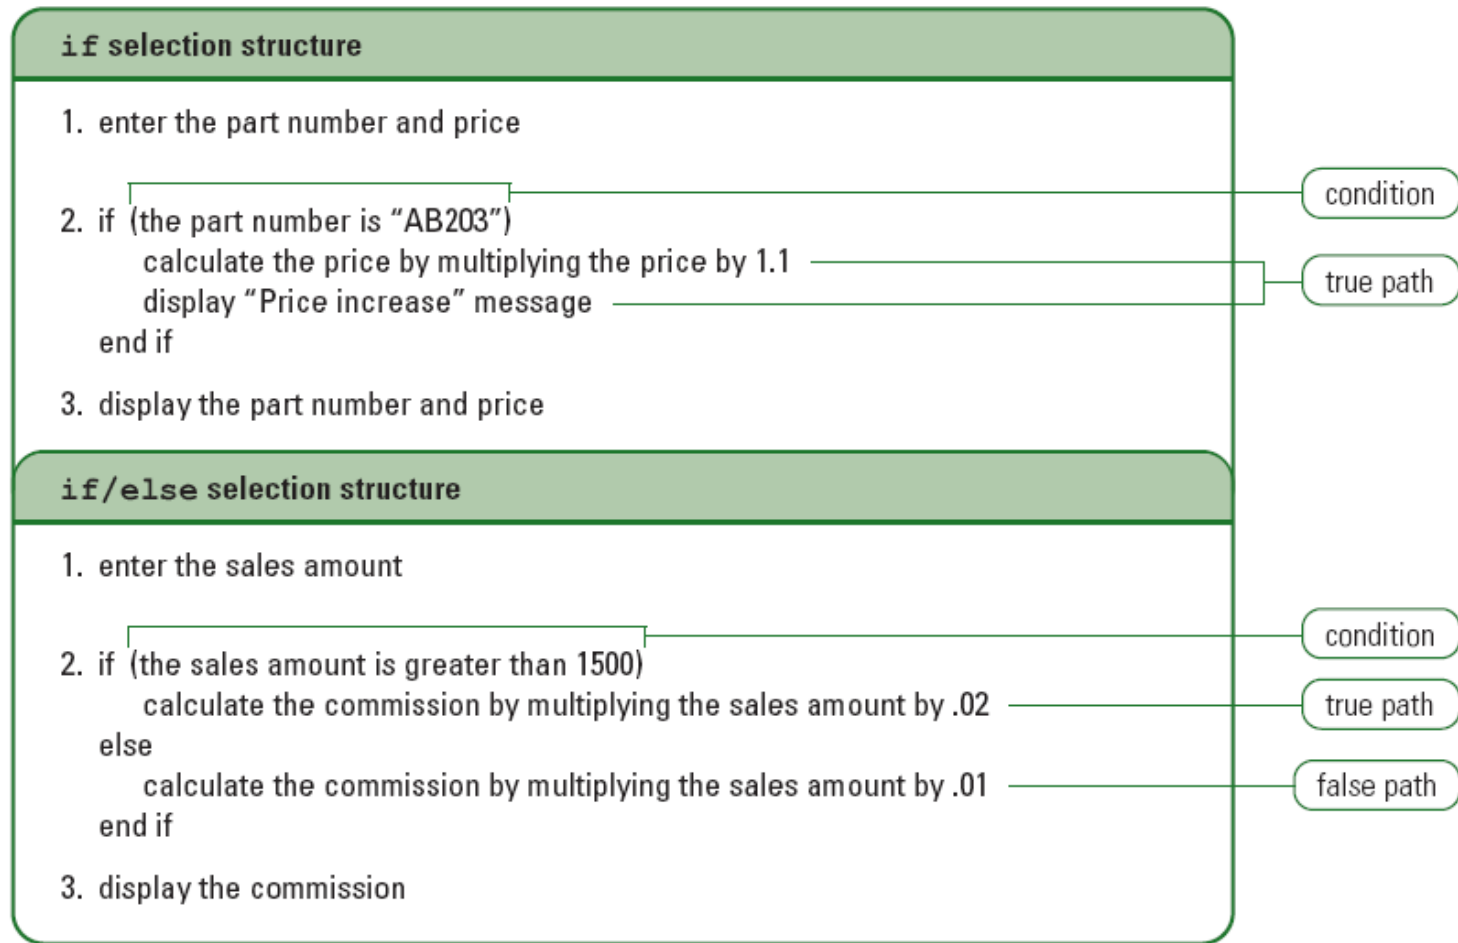 if selection structure
1. enter the part number and price
condition
2. if (the part number is “AB203”)
calculate the price by multiplying the price by 1.1
true path
display “Price increase” message
end if
3. display the part number and price
if/else selection structure
1. enter the sales amount
condition
2. if (the sales amount is greater than 1500)
calculate the commission by multiplying the sales amount by .02
true path
else
calculate the commission by multiplying the sales amount by .01
false path
end if
3. display the commission